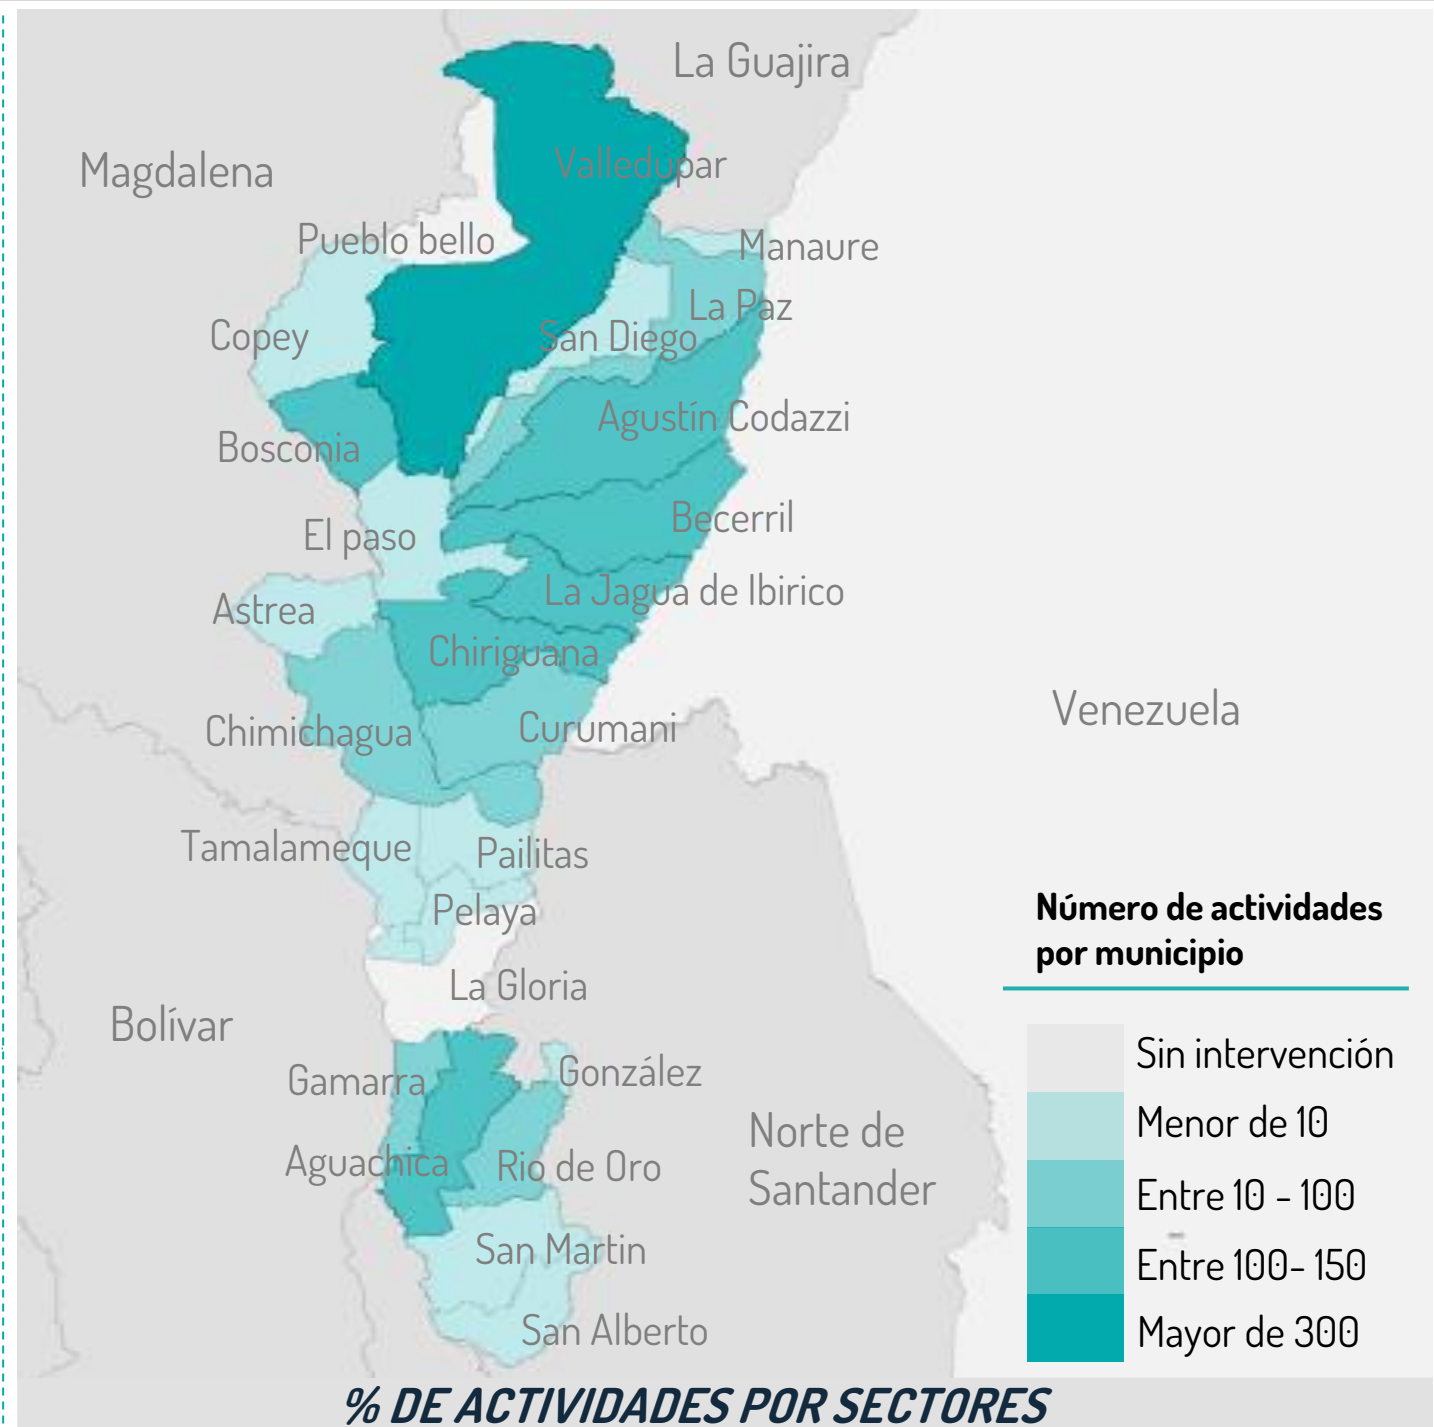 La Guajira
Magdalena
Valledupar
Pueblo bello
Manaure
La Paz
Copey
San Diego
Agustín Codazzi
Bosconia
Becerril
El paso
La Jagua de Ibirico
Astrea
Chiriguana
Venezuela
Chimichagua
Curumani
Tamalameque
Pailitas
Pelaya
La Gloria
Bolívar
Gamarra
González
Norte de
Santander
Aguachica
Rio de Oro
San Martin
San Alberto
Número de actividades
por municipio
Sin intervención
Menor de 10
Entre 10 - 100
Entre 100- 150
Mayor de 300
% DE ACTIVIDADES POR SECTORES